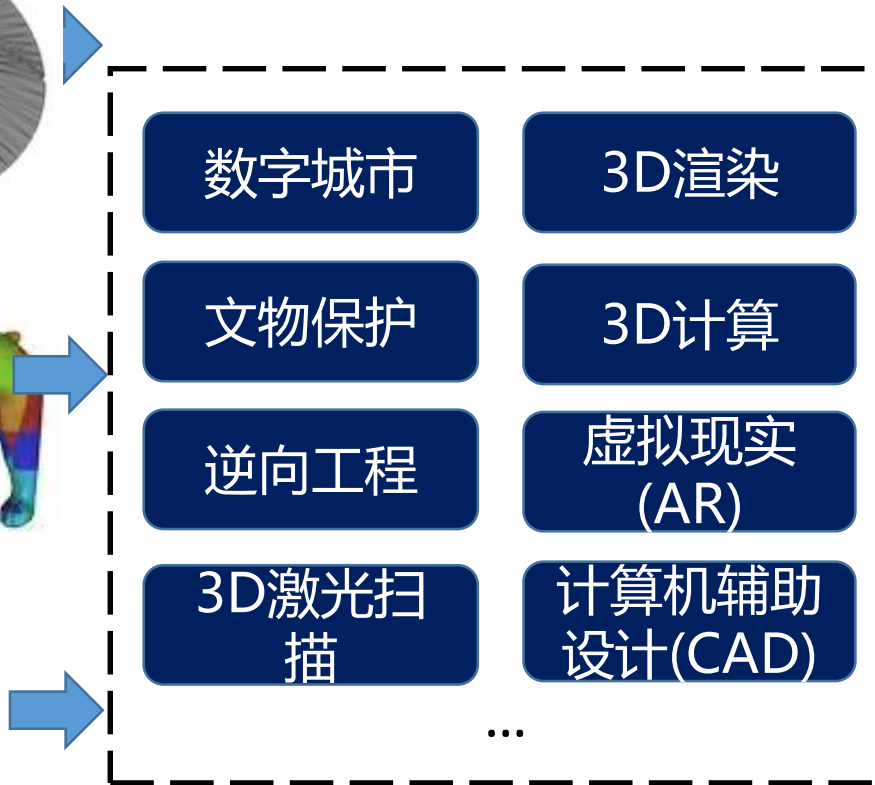 数字城市
3D渲染
文物保护
3D计算
逆向工程
虚拟现实
(AR)
3D激光扫
描
计算机辅助
设计(CAD)
...